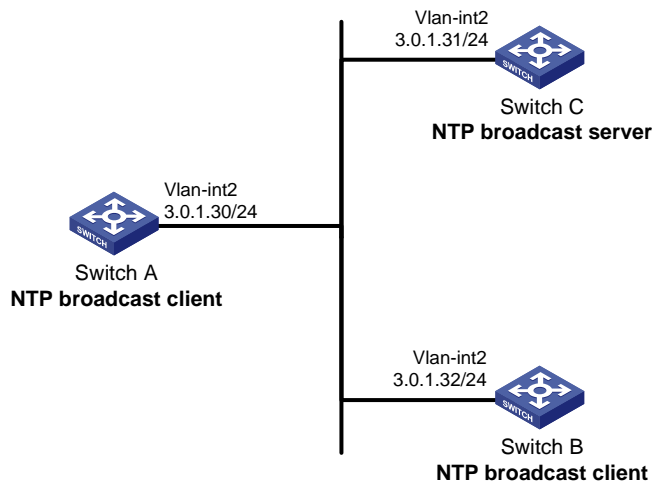 Vlan-int2
3.0.1.31/24
SWITCH
Switch C
NTP broadcast server
Vlan-int2
3.0.1.30/24
SWITCH
Switch A
NTP broadcast client
Vlan-int2
3.0.1.32/24
SWITCH
Switch B
NTP broadcast client